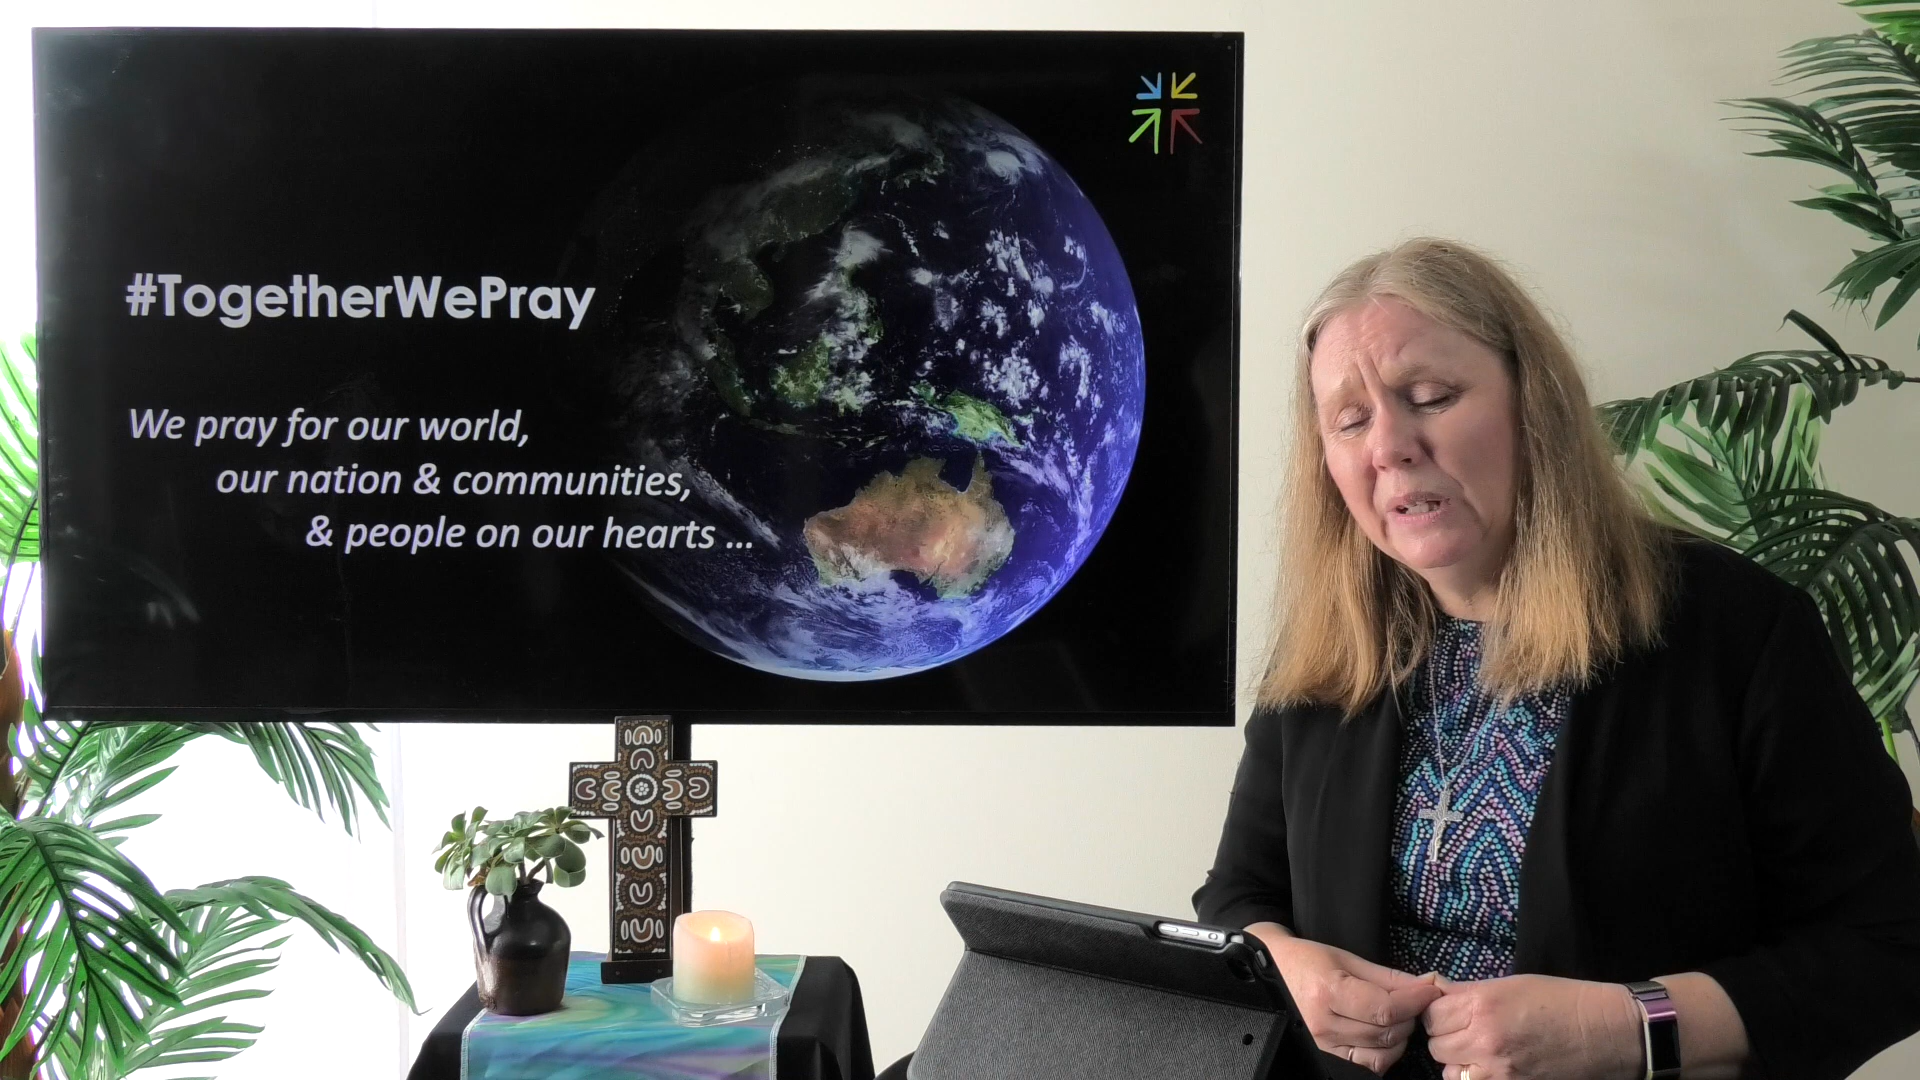 #TogetherWePray
We pray for our world,
our nation & communities,
& people on our hearts ...